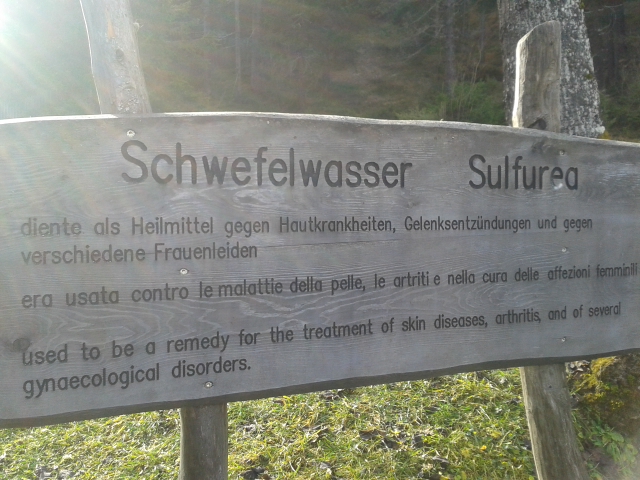 Schwefelwasser Sulfurea
diente als Heilmittel gegen Hautkrankheiten, Gelenksentzündungen und gegen
verschiedene Frauenleiden
era usata contro le malattie della pelle, le artriti e nella cura delle affezioni femminili
used to be a remedy for the treatment of skin diseases, arthritis, and of several
gynaecological disorders.